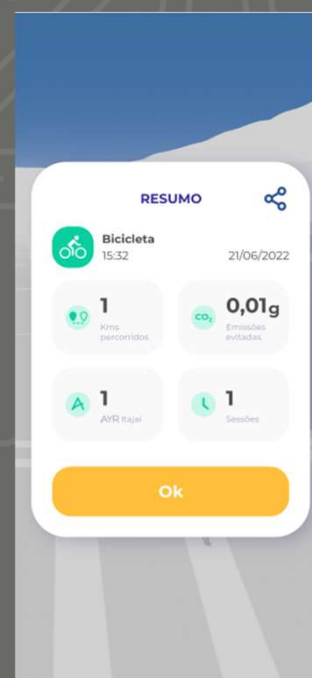 RESUMO
Bicicleta
15:32
21/06/2022
1
Kms
percorridos
CO₂
0,01g
Emissões
evitadas
A
1
AYR Itajaí
1
Sessões
Ok